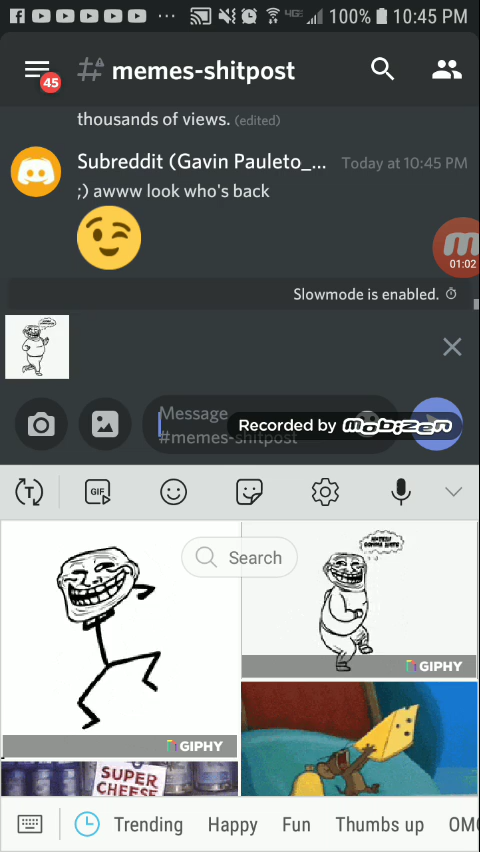 4G
100% 10:45 PM
45
# memes-shitpost
thousands of views. (edited)
Subreddit (Gavin Pauleto_... Today at 10:45 PM
;) awww look who's back
01:02
Slowmode is enabled.
Message
#memes-shitpost
Recorded by mobizen
T GIF
Search
GIPHY
GIPHY
SUPER
CHEESE
Trending Happy Fun Thumbs up OMG